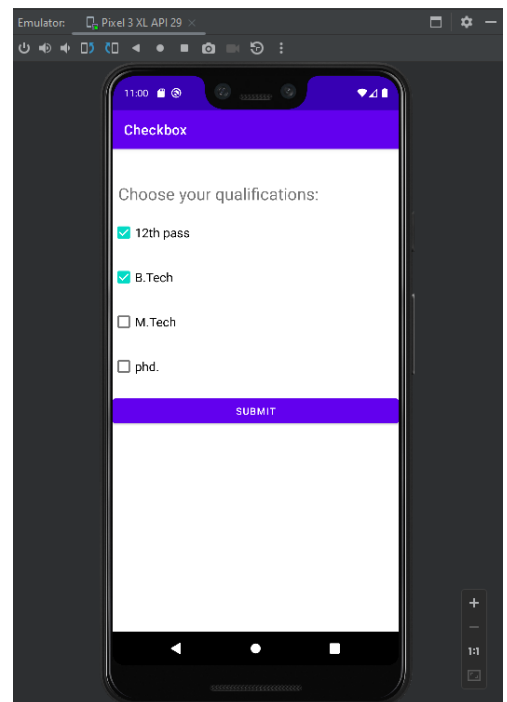 Emulator: Pixel 3 XL API 29
11:00
Checkbox
Choose your qualifications:
12th pass
B.Tech
M.Tech
phd.
SUBMIT
1:1